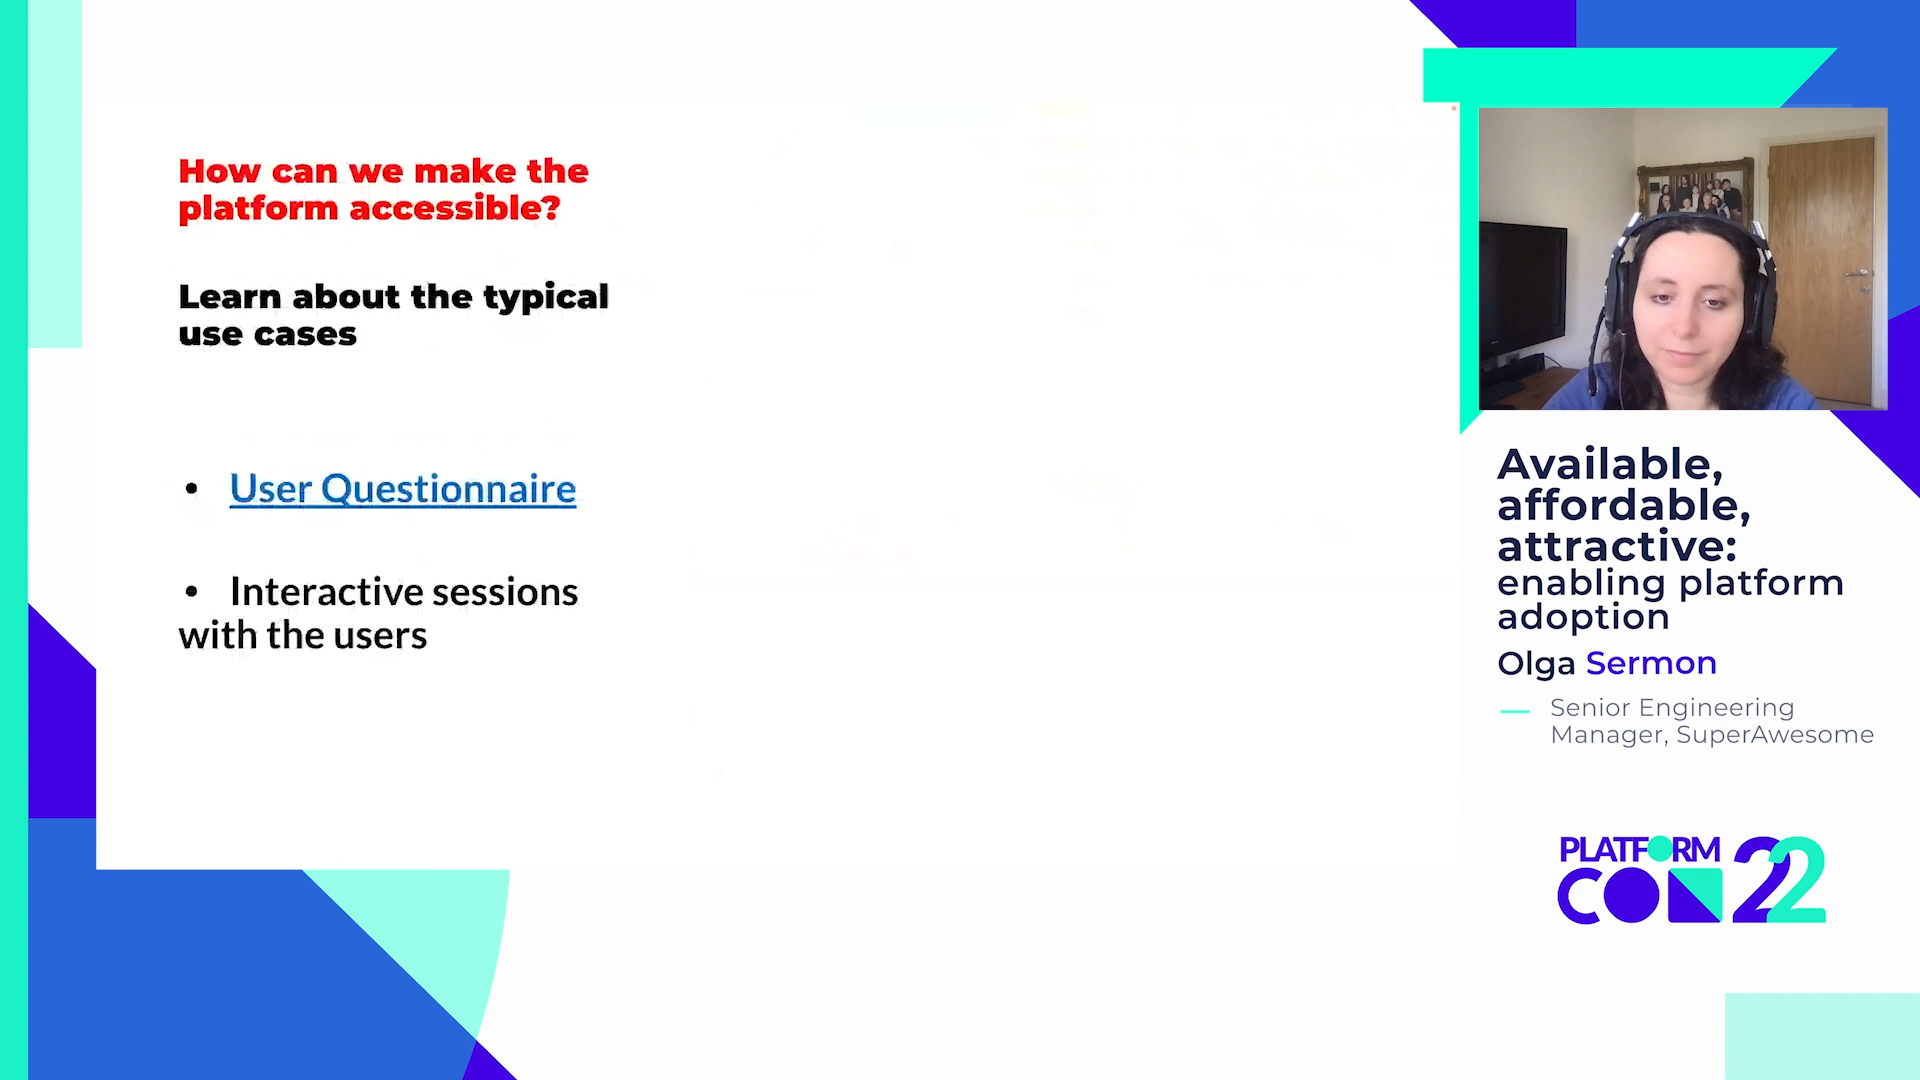 How can we make the
platform accessible?
Learn about the typical
use cases
• User Questionnaire
• Interactive sessions
with the users
Available,
affordable,
attractive:
enabling platform
adoption
Olga Sermon
— Senior Engineering
Manager, SuperAwesome
PLATFORM
CON 22